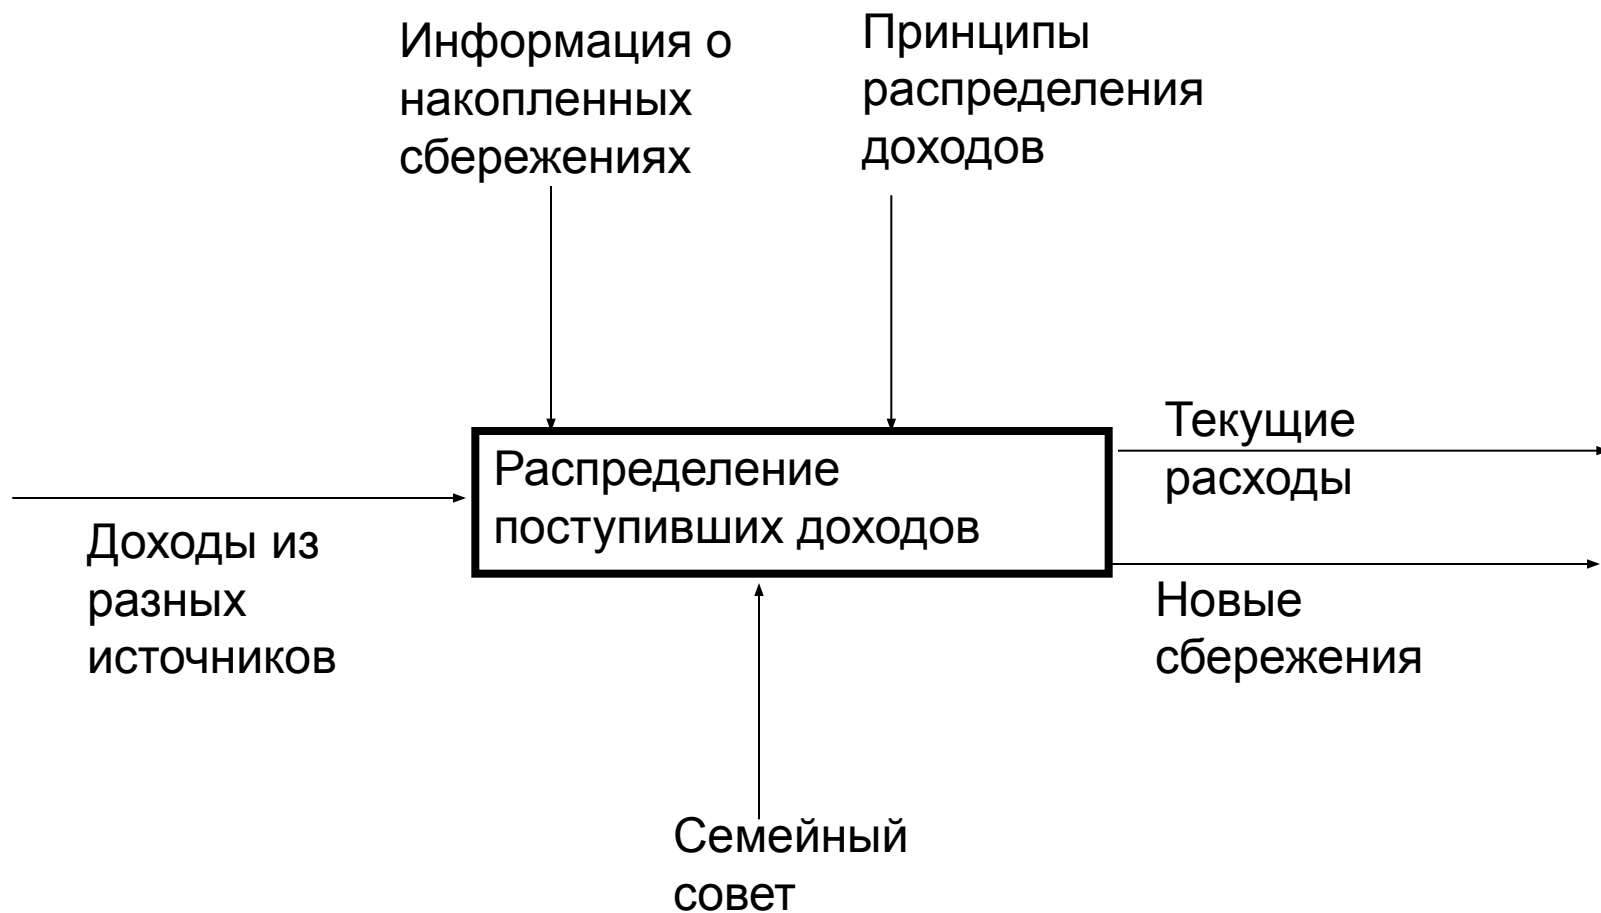 Информация о
накопленных
сбережениях
Принципы
распределения
доходов
Распределение
поступивших доходов
Текущие
расходы
Доходы из
разных
источников
Новые
сбережения
Семейный
совет